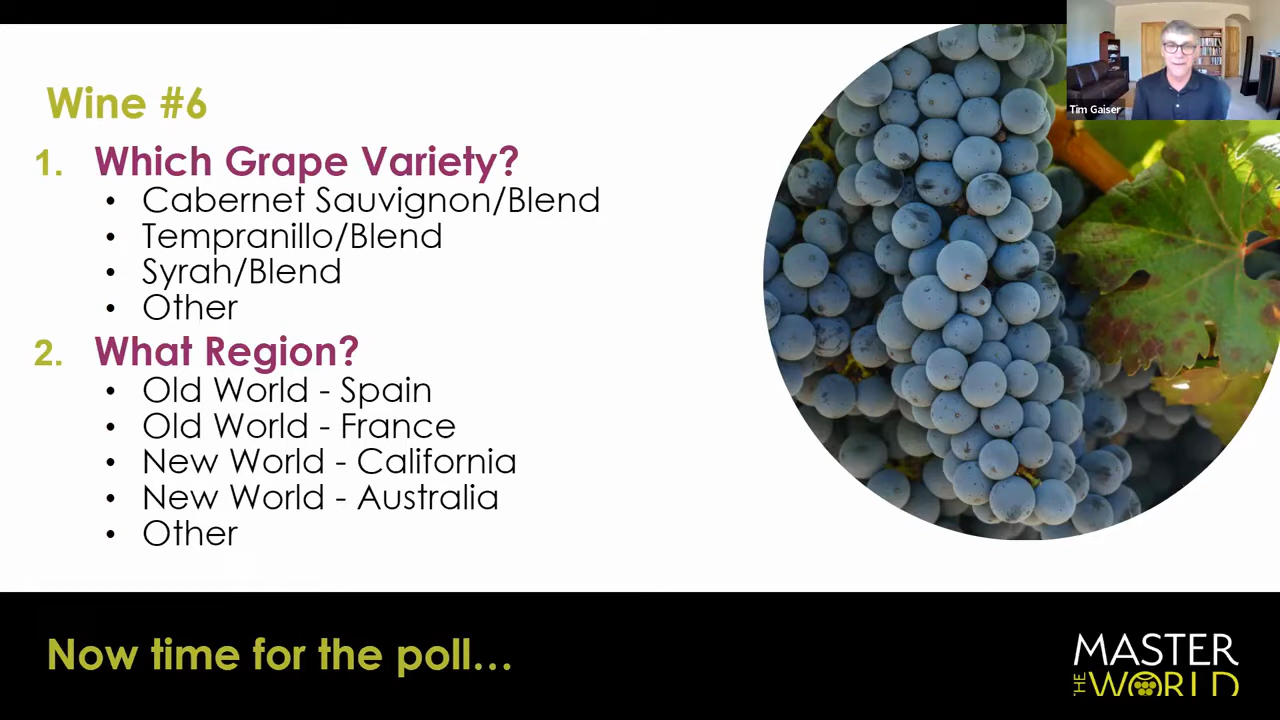 Wine #6
1. Which Grape Variety?
• Cabernet Sauvignon/Blend
• Tempranillo/Blend
• Syrah/Blend
• Other
2. What Region?
• Old World - Spain
• Old World - France
• New World - California
• New World - Australia
• Other
Now time for the poll...
Tim Gaiser
MASTER
THE WORLD